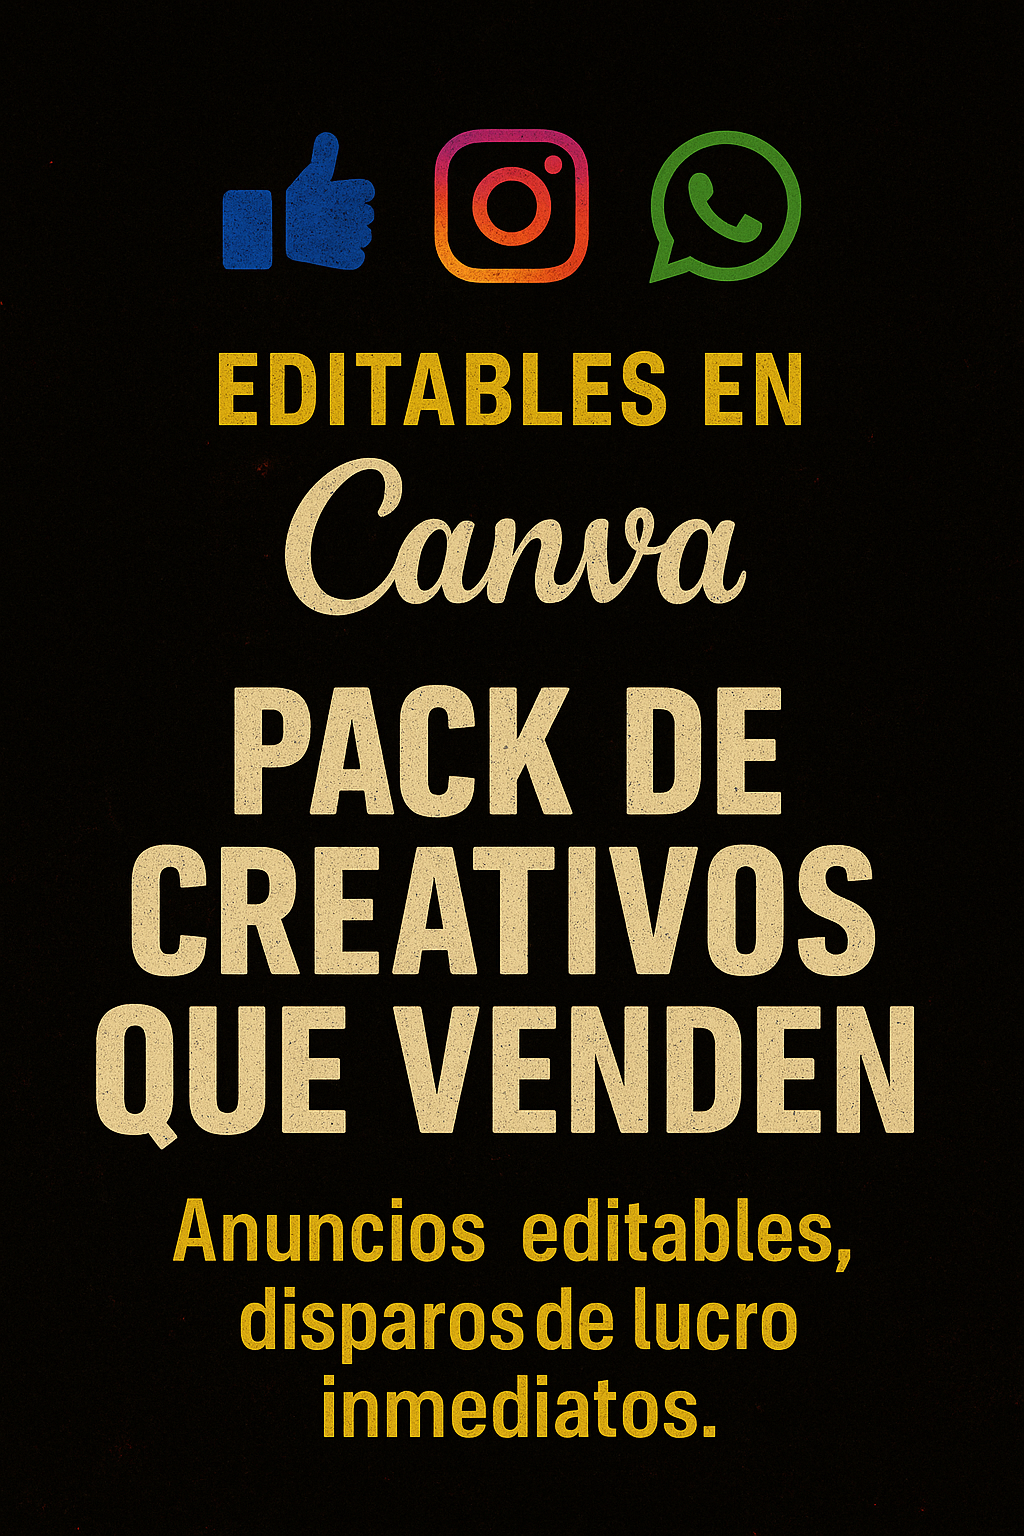 EDITABLES EN
Canva
PACK DE
CREATIVOS
QUE VENDEN
Anuncios editables,
disparos de lucro
inmediatos.